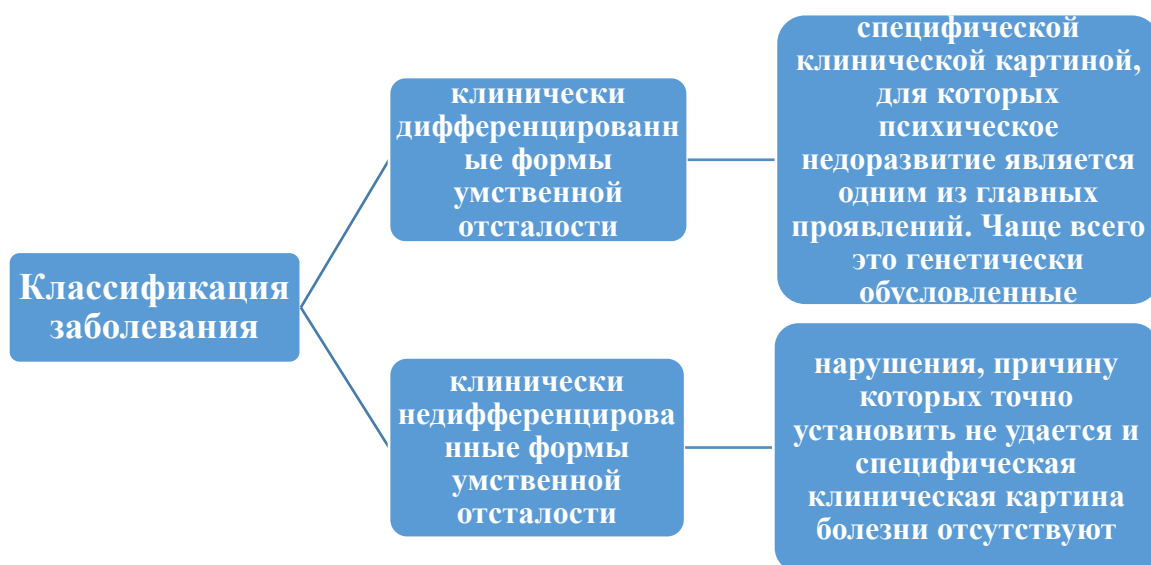 Классификация
заболевания
клинически
дифференцированн
ые формы
умственной
отсталости
специфической
клинической картиной,
для которых
психическое
недоразвитие является
одним из главных
проявлений. Чаще всего
это генетически
обусловленные
клинически
недифференцирова
нные формы
умственной
отсталости
нарушения, причину
которых точно
установить не удается и
специфическая
клиническая картина
болезни отсутствуют